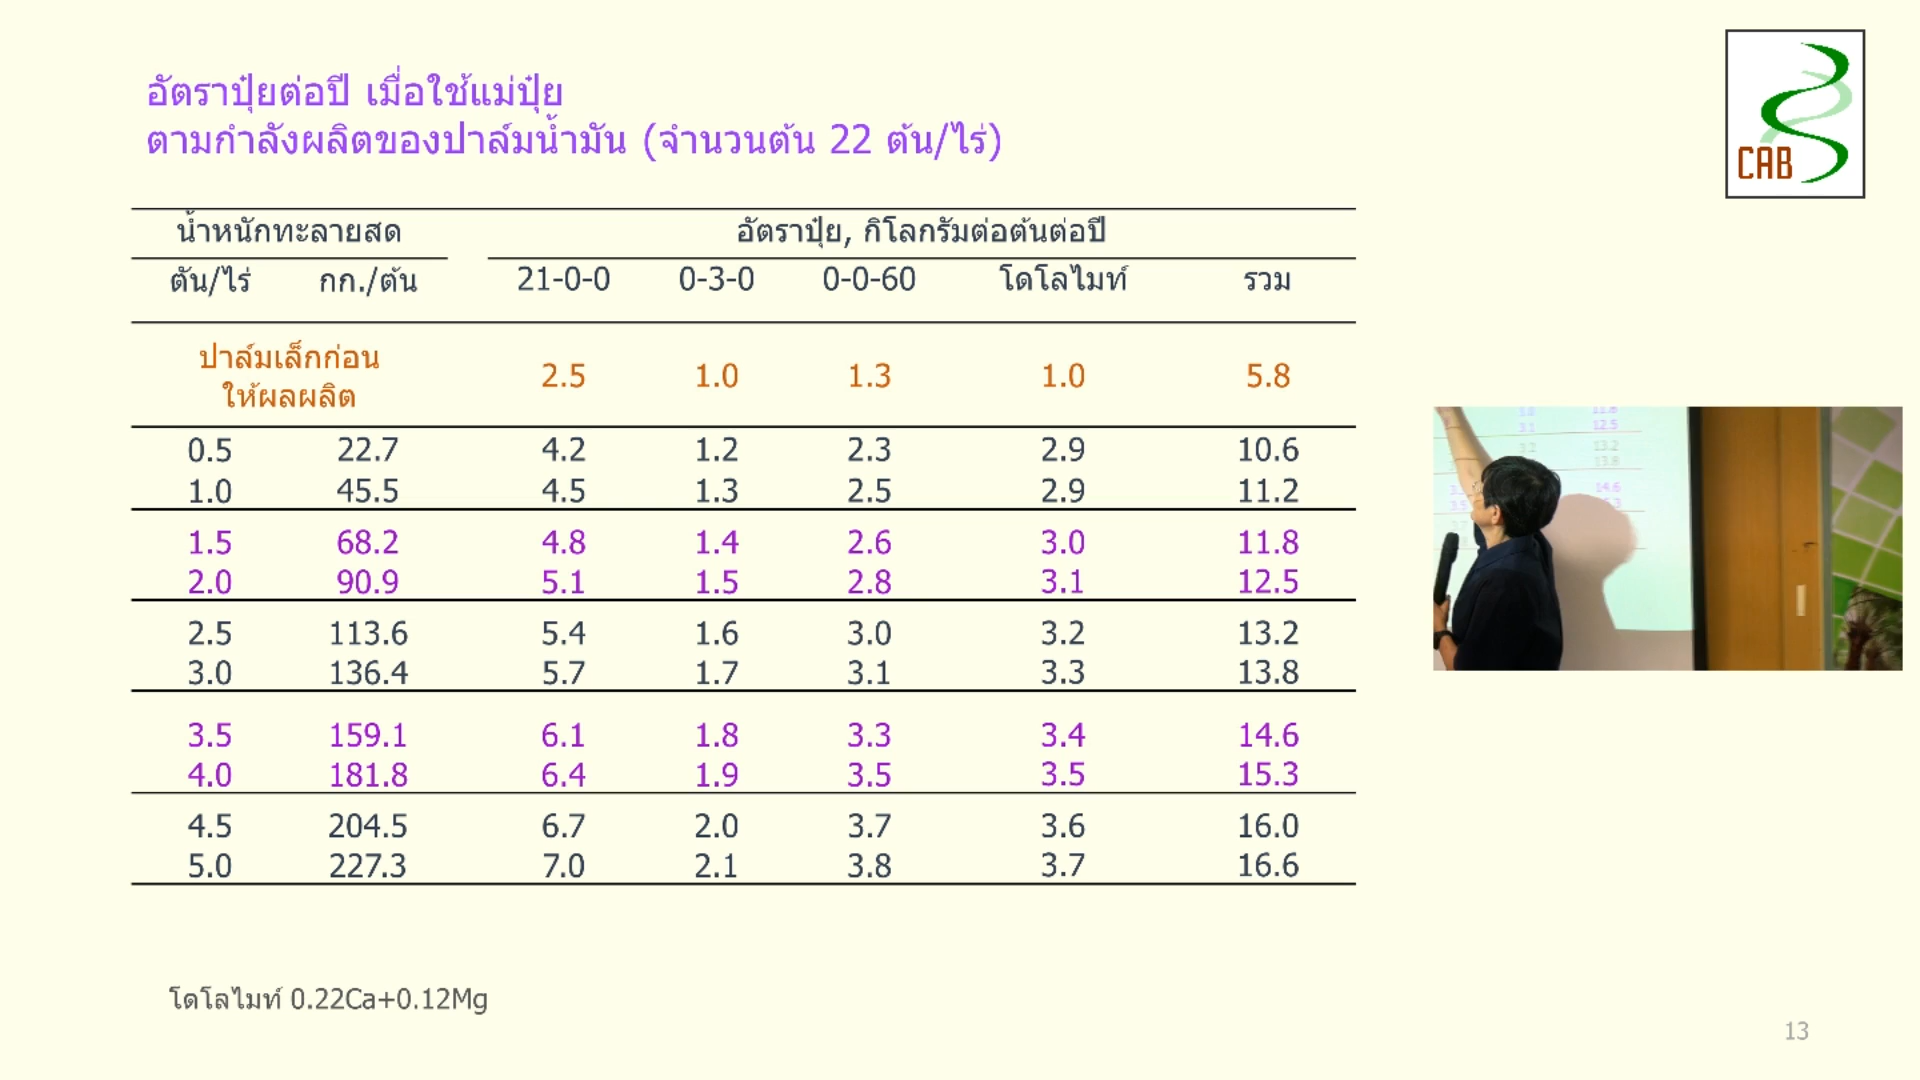 อัตราปุ๋ยต่อปี เมื่อใช้แม่ปุ๋ย
ตามกำลังผลิตของปาล์มน้ำมัน (จำนวนต้น 22 ต้น/ไร่)
CAB
น้ำหนักทะลายสด อัตราปุ๋ย, กิโลกรัมต่อต้นต่อปี
ตัน/ไร่ กก./ต้น 21-0-0 0-3-0 0-0-60 โดโลไมท์ รวม
ปาล์มเล็กก่อน
ให้ผลผลิต 2.5 1.0 1.3 1.0 5.8
0.5 22.7 4.2 1.2 2.3 2.9 10.6
1.0 45.5 4.5 1.3 2.5 2.9 11.2
1.5 68.2 4.8 1.4 2.6 3.0 11.8
2.0 90.9 5.1 1.5 2.8 3.1 12.5
2.5 113.6 5.4 1.6 3.0 3.2 13.2
3.0 136.4 5.7 1.7 3.1 3.3 13.8
3.5 159.1 6.1 1.8 3.3 3.4 14.6
4.0 181.8 6.4 1.9 3.5 3.5 15.3
4.5 204.5 6.7 2.0 3.7 3.6 16.0
5.0 227.3 7.0 2.1 3.8 3.7 16.6
3.1 12.5
3.2 13.2
13.8
14.6
3.5
โดโลไมท์ 0.22Ca+0.12Mg
13